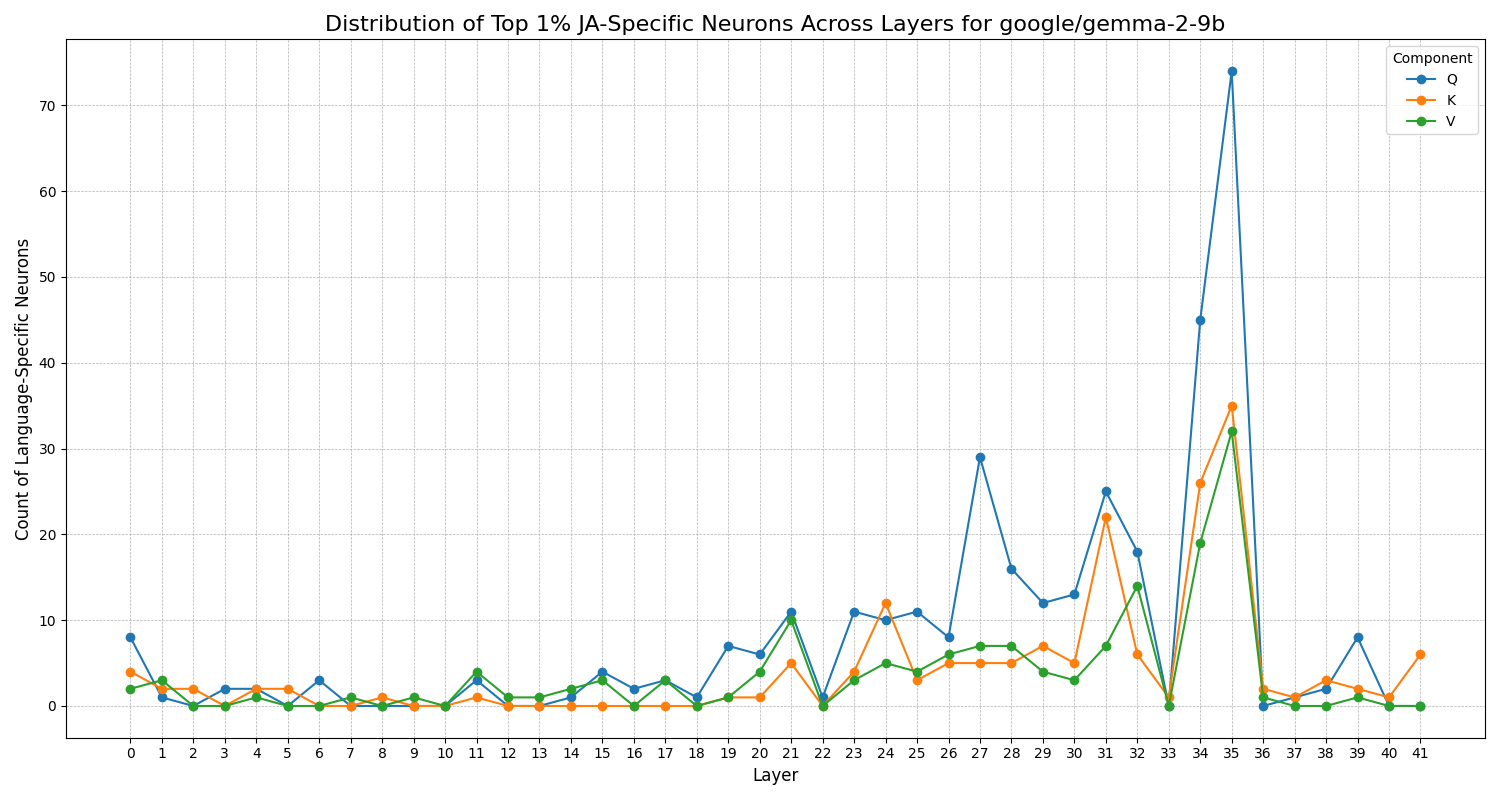 Distribution of Top 1% JA-Specific Neurons Across Layers for google/gemma-2-9b
Component
Q
K
V
Count of Language-Specific Neurons
70
60
50
40
30
20
10
0
0 1 2 3 4 5 6 7 8 9 10 11 12 13 14 15 16 17 18 19 20 21 22 23 24 25 26 27 28 29 30 31 32 33 34 35 36 37 38 39 40 41
Layer